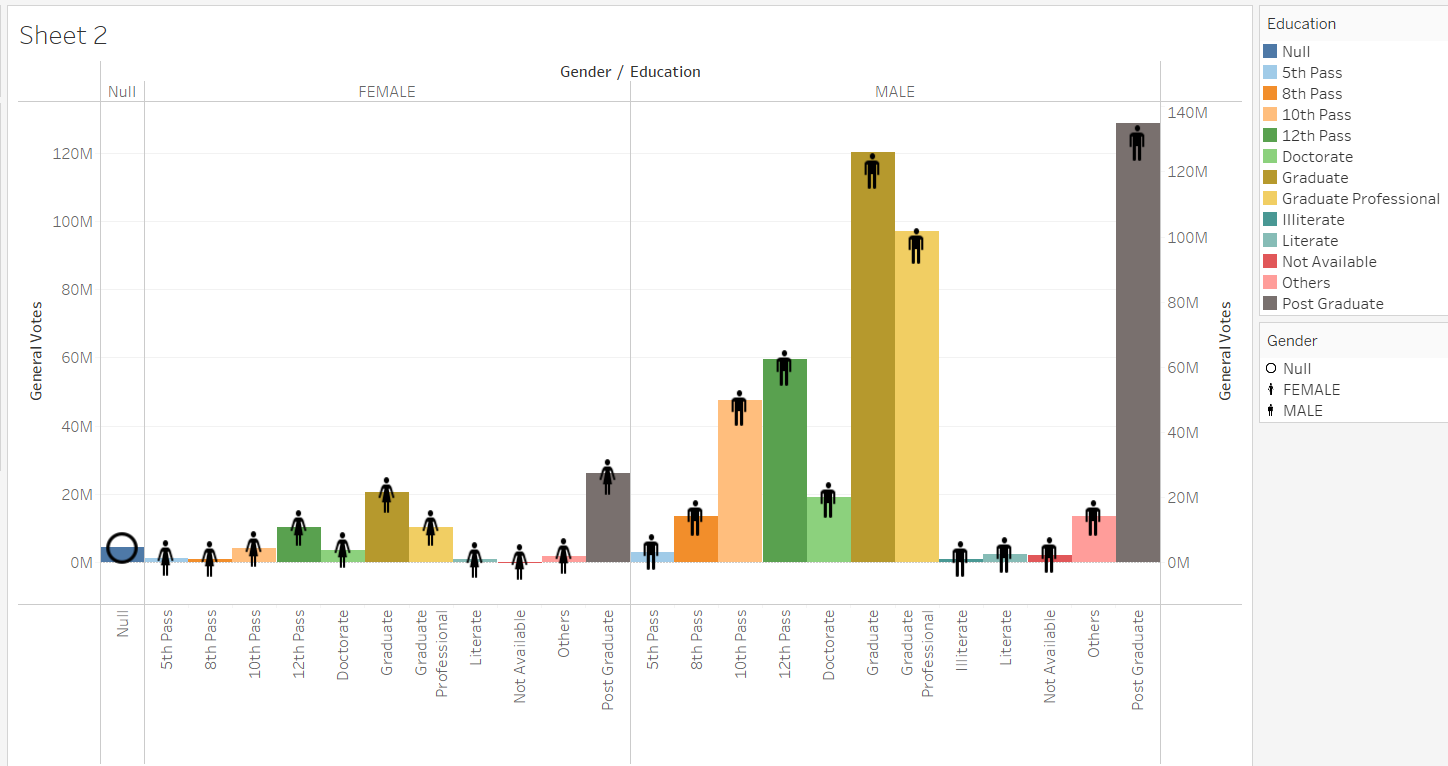 Sheet 2
Gender / Education
Null
FEMALE
MALE
General Votes
120M
100M
80M
60M
40M
20M
0M
140M
120M
100M
80M
60M
40M
20M
0M
General Votes
Null
5th Pass
8th Pass
10th Pass
12th Pass
Doctorate
Graduate
Graduate
Professional
Literate
Not Available
Others
Post Graduate
5th Pass
8th Pass
10th Pass
12th Pass
Doctorate
Graduate
Graduate
Professional
Illiterate
Literate
Not Available
Others
Post Graduate
Education
Null
5th Pass
8th Pass
10th Pass
12th Pass
Doctorate
Graduate
Graduate Professional
Illiterate
Literate
Not Available
Others
Post Graduate
Gender
Null
FEMALE
MALE